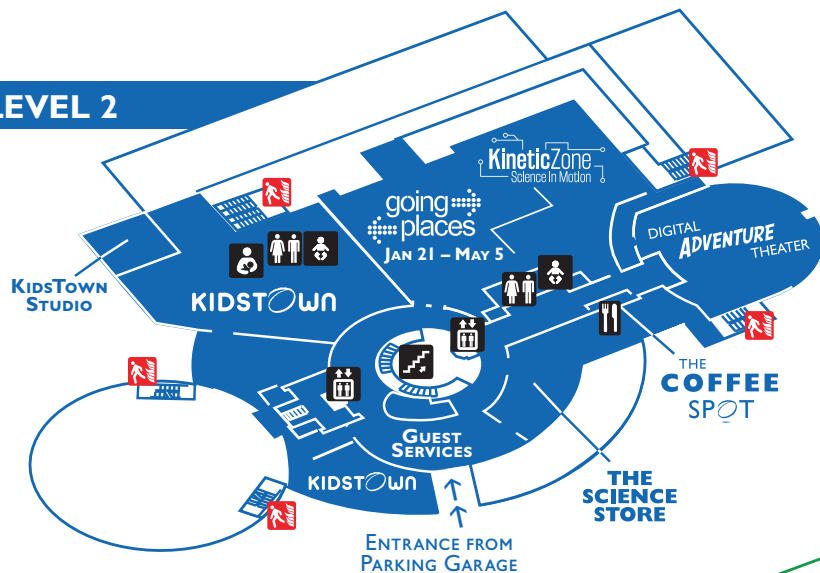 LEVEL 2
KineticZone
Science In Motion
going
places
JAN 21 – MAY 5
DIGITAL
ADVENTURE
THEATER
KIDSTOWN
STUDIO
KIDSTOWN
THE
COFFEE
SPOT
GUEST
SERVICES
KIDSTOWN
THE
SCIENCE
STORE
ENTRANCE FROM
PARKING GARAGE